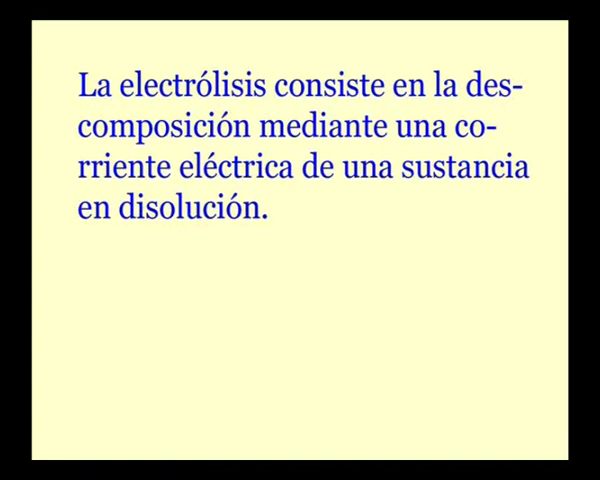 La electrólisis consiste en la des-
composición mediante una co-
rriente eléctrica de una sustancia
en disolución.